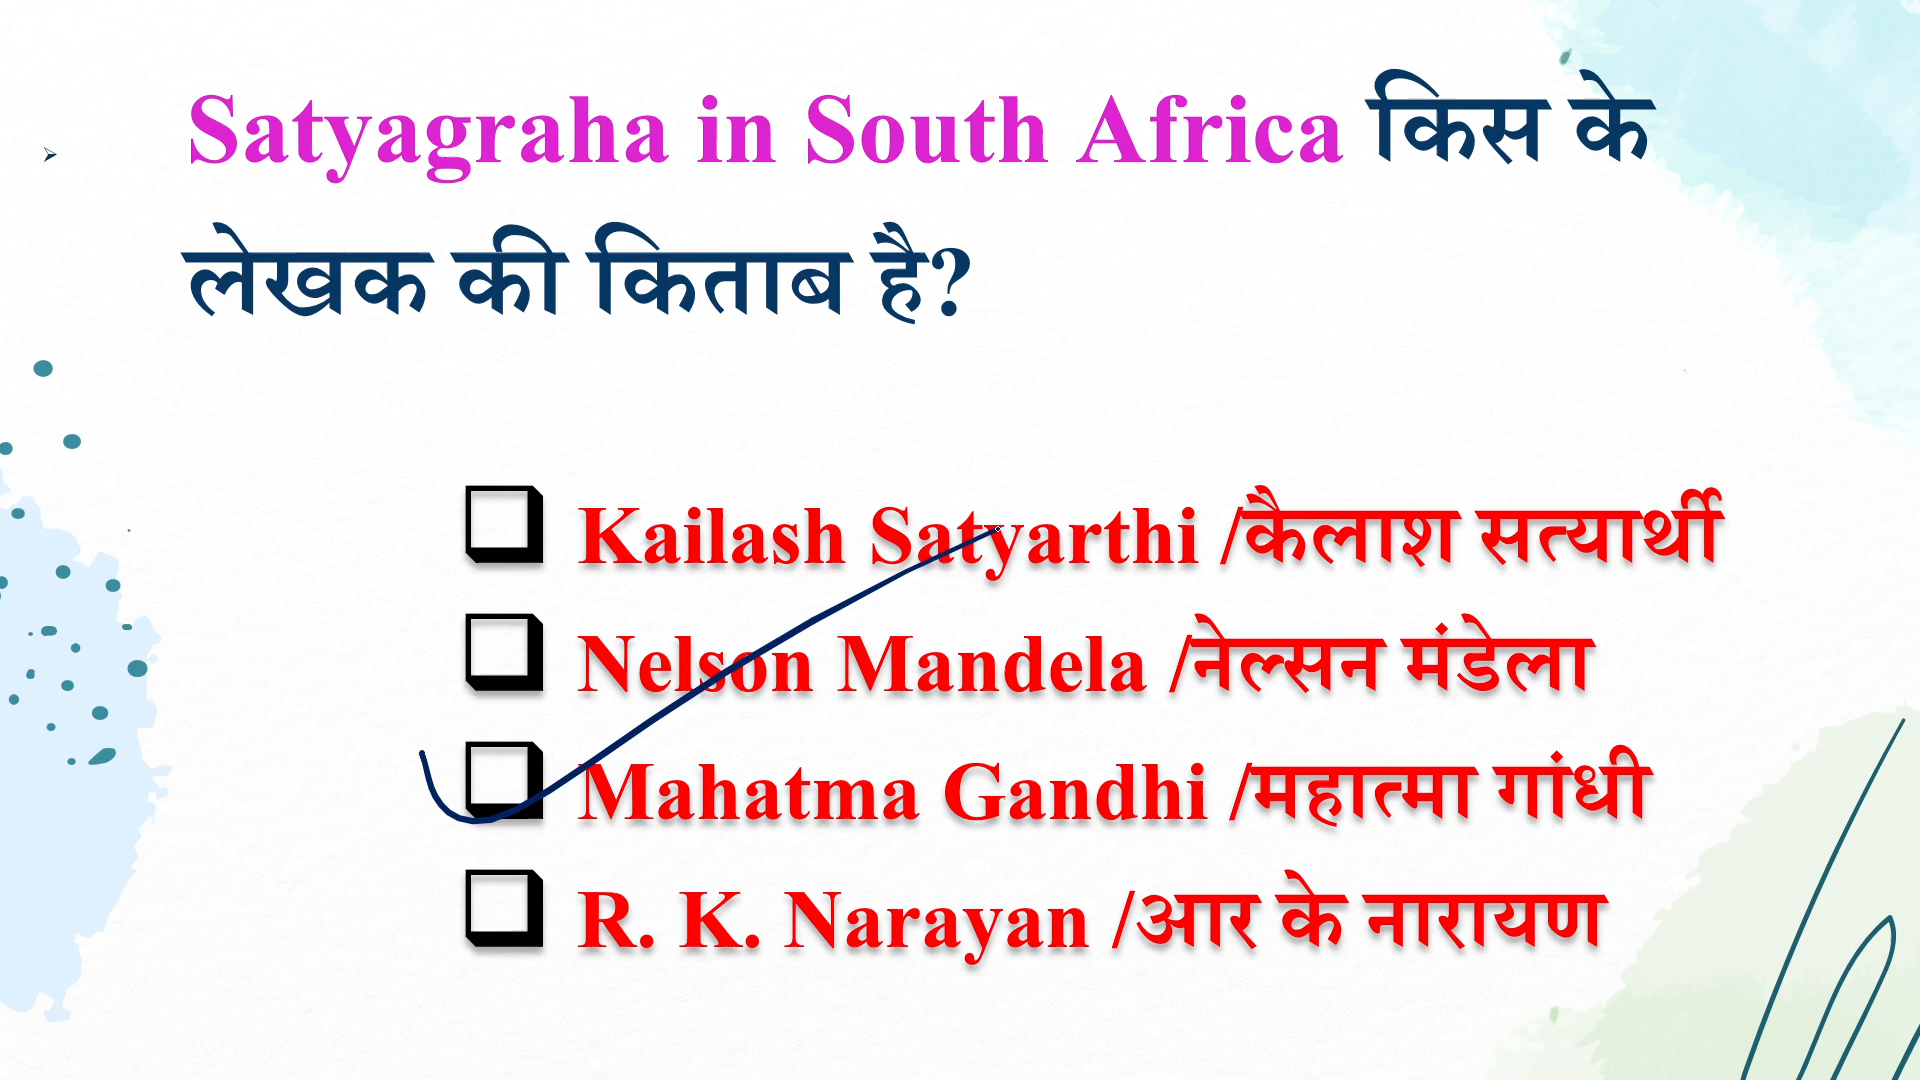 Satyagraha in South Africa किस के
लेखक की किताब है?
Kailash Satyarthi /कैलाश सत्यार्थी
Nelson Mandela /नेल्सन मंडेला
Mahatma Gandhi /महात्मा गांधी
R. K. Narayan /आर के नारायण